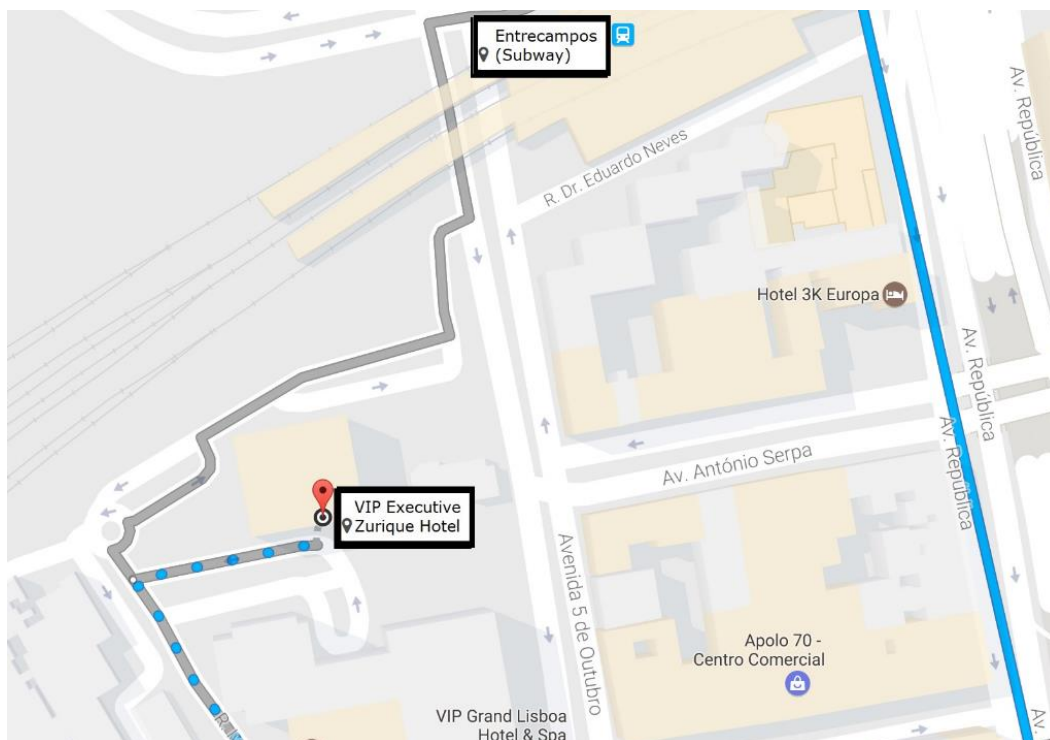 Entrecampos
(Subway)
Av. República
R. Dr. Eduardo Neves
Hotel 3K Europa
Av. República
Av. República
Av. António Serpa
VIP Executive
Zurique Hotel
Avenida 5 de Outubro
Apolo 70 -
Centro Comercial
VIP Grand Lisboa
Hotel & Spa
R.
Av.